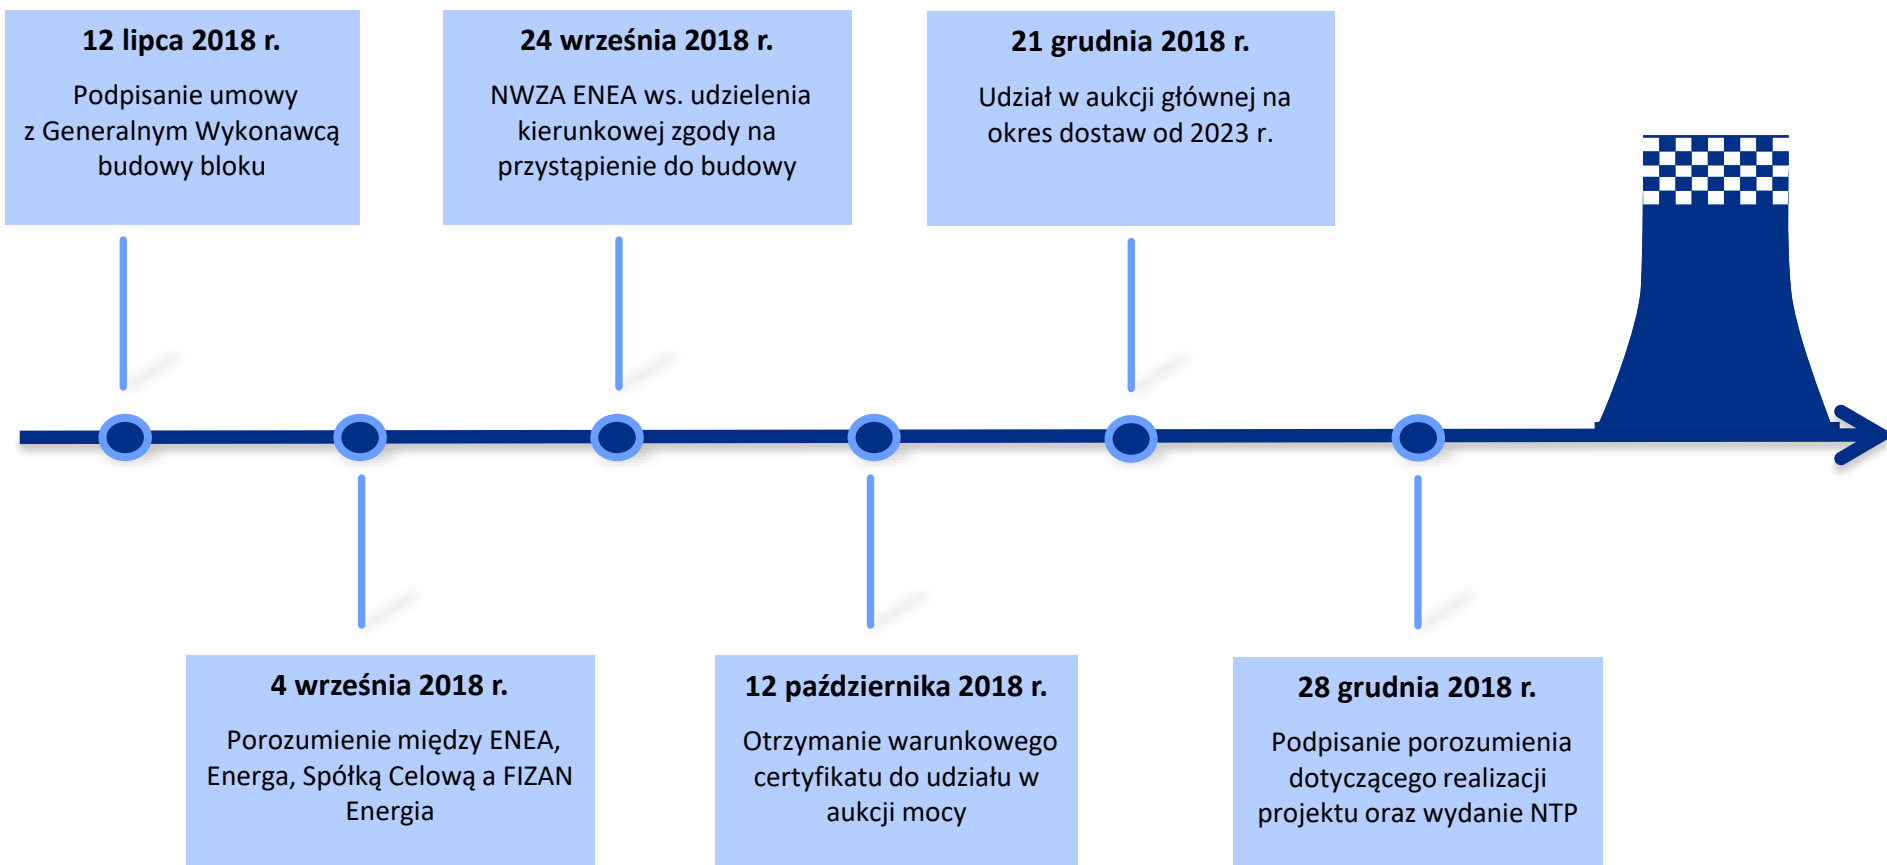 12 lipca 2018 r.
Podpisanie umowy
z Generalnym Wykonawcą
budowy bloku
24 września 2018 r.
NWZA ENEA ws. udzielenia
kierunkowej zgody na
przystąpienie do budowy
21 grudnia 2018 r.
Udział w aukcji głównej na
okres dostaw od 2023 r.
4 września 2018 r.
Porozumienie między ENEA,
Energa, Spółką Celową a FIZAN
Energia
12 października 2018 r.
Otrzymanie warunkowego
certyfikatu do udziału w
aukcji mocy
28 grudnia 2018 r.
Podpisanie porozumienia
dotyczącego realizacji
projektu oraz wydanie NTP